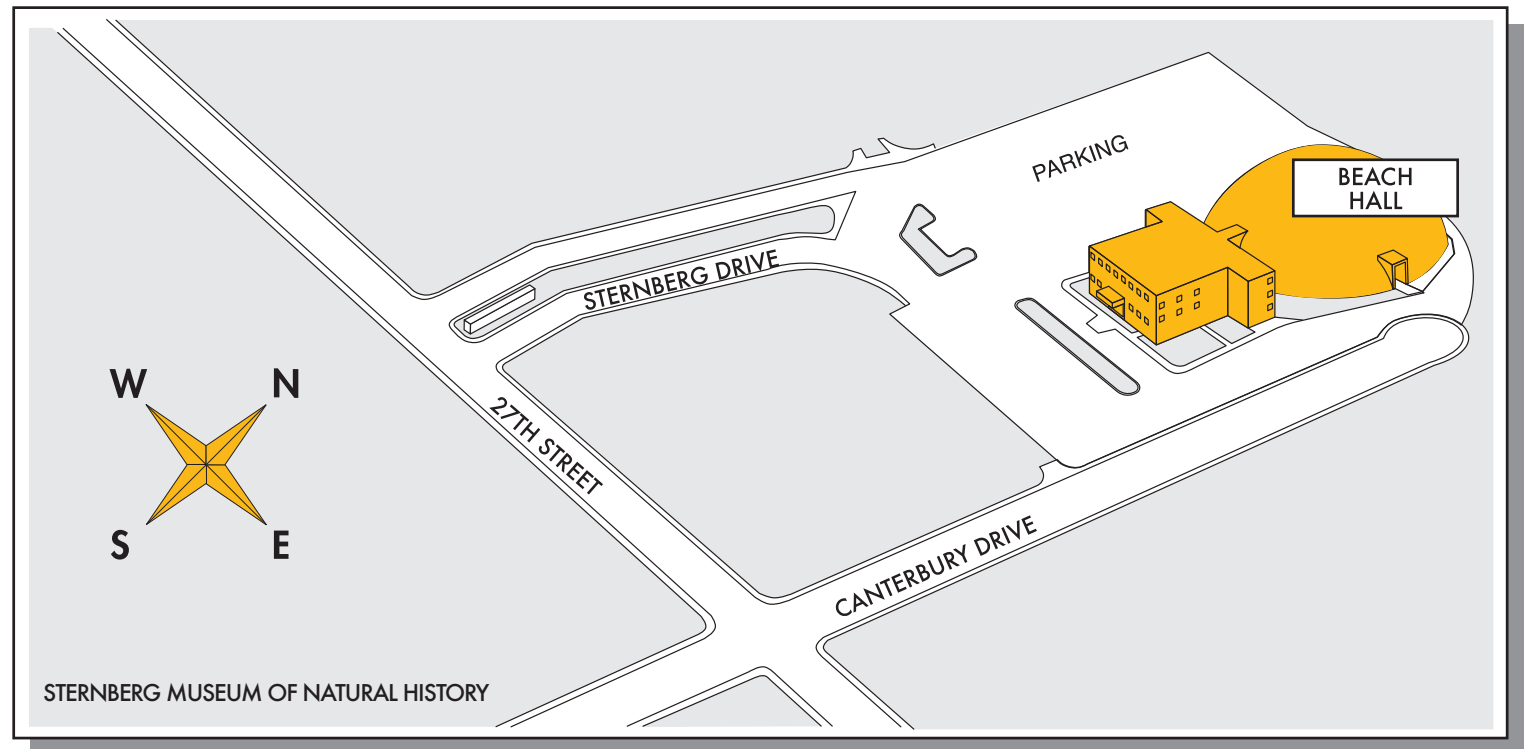 PARKING
BEACH
HALL
STERNBERG DRIVE
W
N
27TH STREET
S
E
CANTERBURY DRIVE
STERNBERG MUSEUM OF NATURAL HISTORY